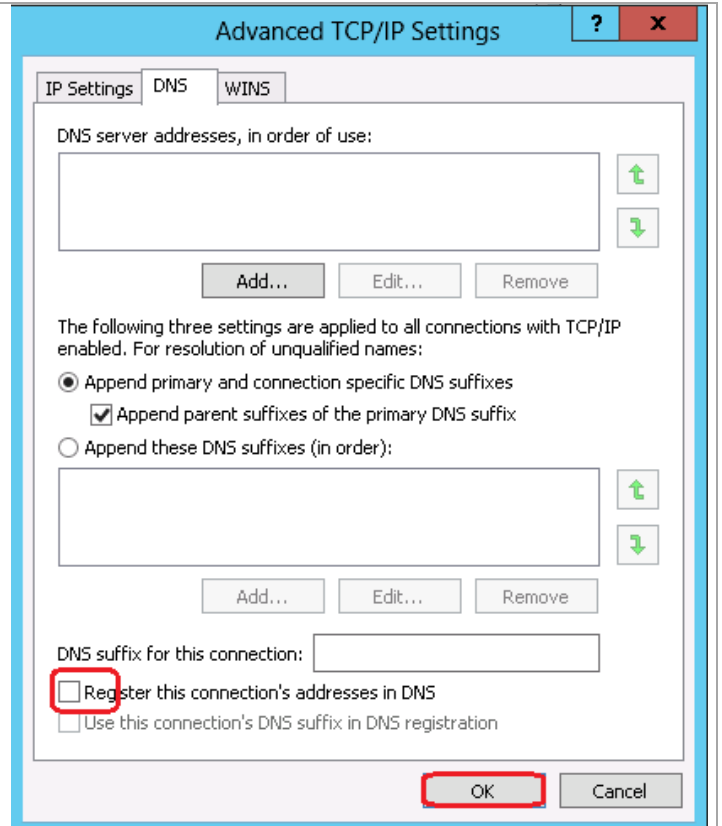 Advanced TCP/IP Settings
?
x
IP Settings
DNS
WINS
DNS server addresses, in order of use:
Add...
Edit...
Remove
The following three settings are applied to all connections with TCP/IP
enabled. For resolution of unqualified names:
Append primary and connection specific DNS suffixes
Append parent suffixes of the primary DNS suffix
Append these DNS suffixes (in order):
Add...
Edit...
Remove
DNS suffix for this connection:
Register this connection's addresses in DNS
Use this connection's DNS suffix in DNS registration
OK
Cancel